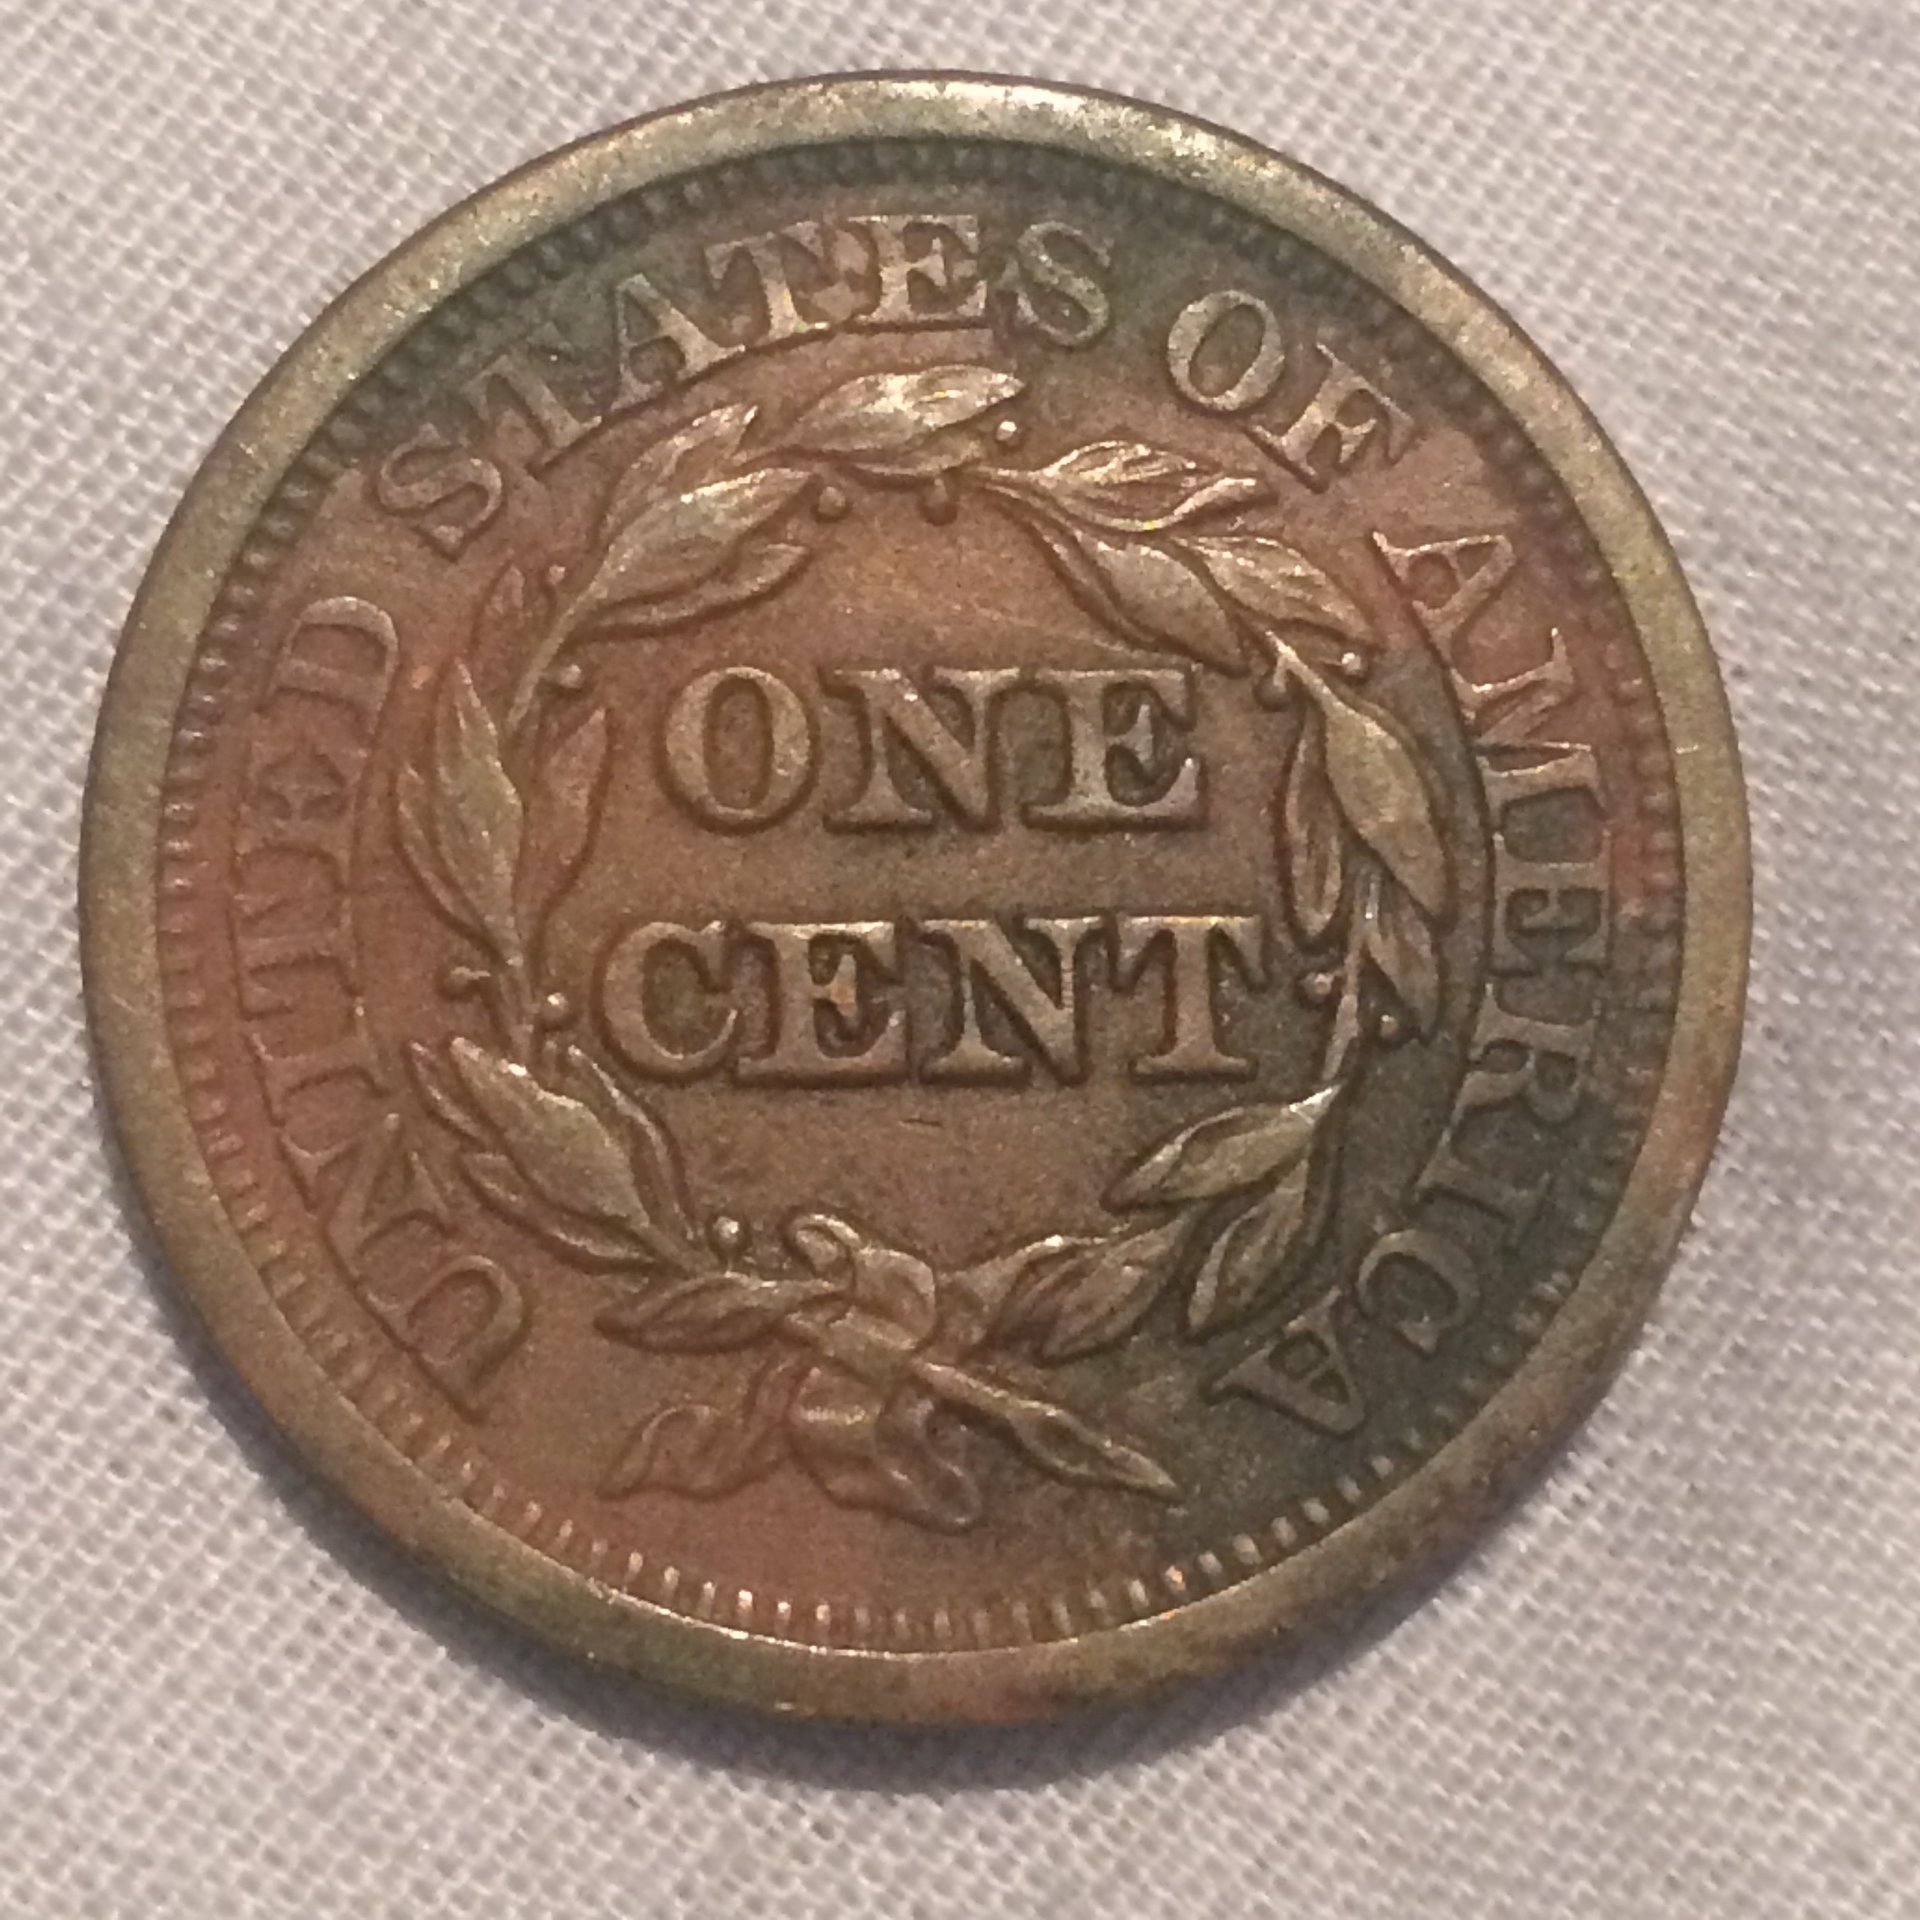 UNITED STATES OF AMERICA
ONE
CENT